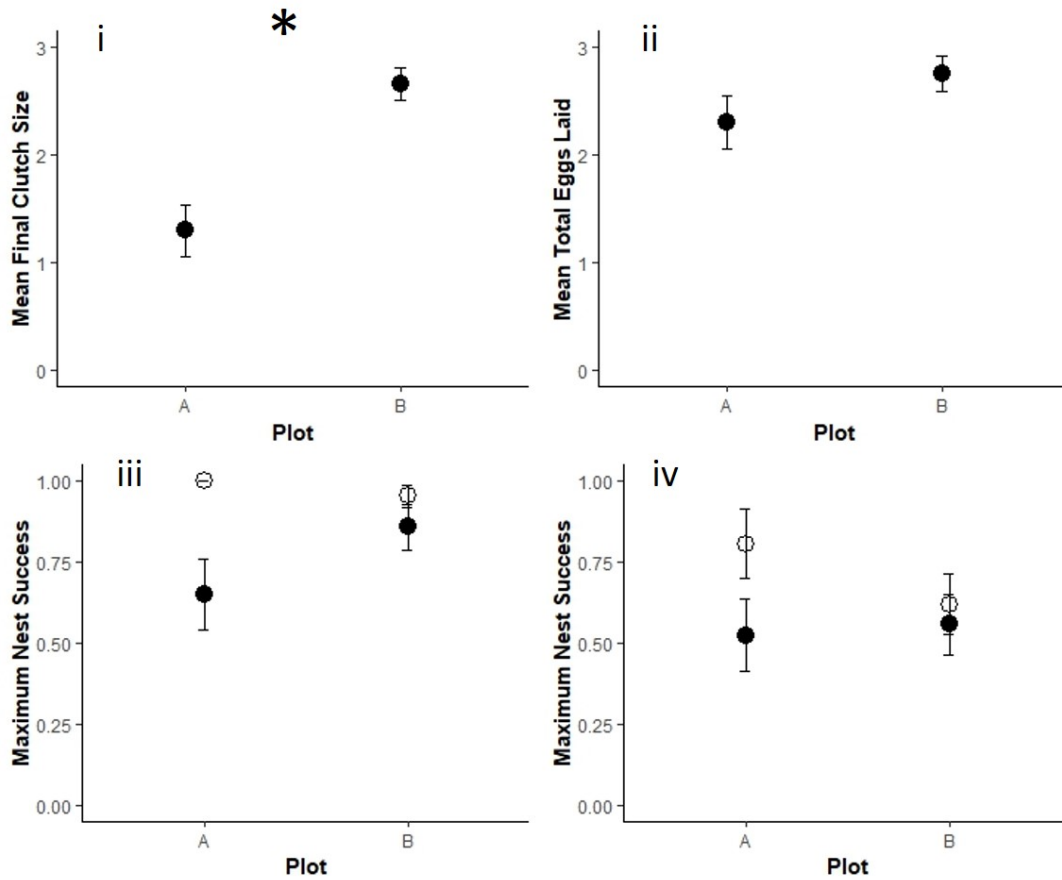 i
*
Mean Final Clutch Size
3
2
1
0
A
B
Plot
ii
Mean Total Eggs Laid
3
2
1
0
A
B
Plot
iii
Maximum Nest Success
1.00
0.75
0.50
0.25
0.00
A
B
Plot
iv
Maximum Nest Success
1.00
0.75
0.50
0.25
0.00
A
B
Plot